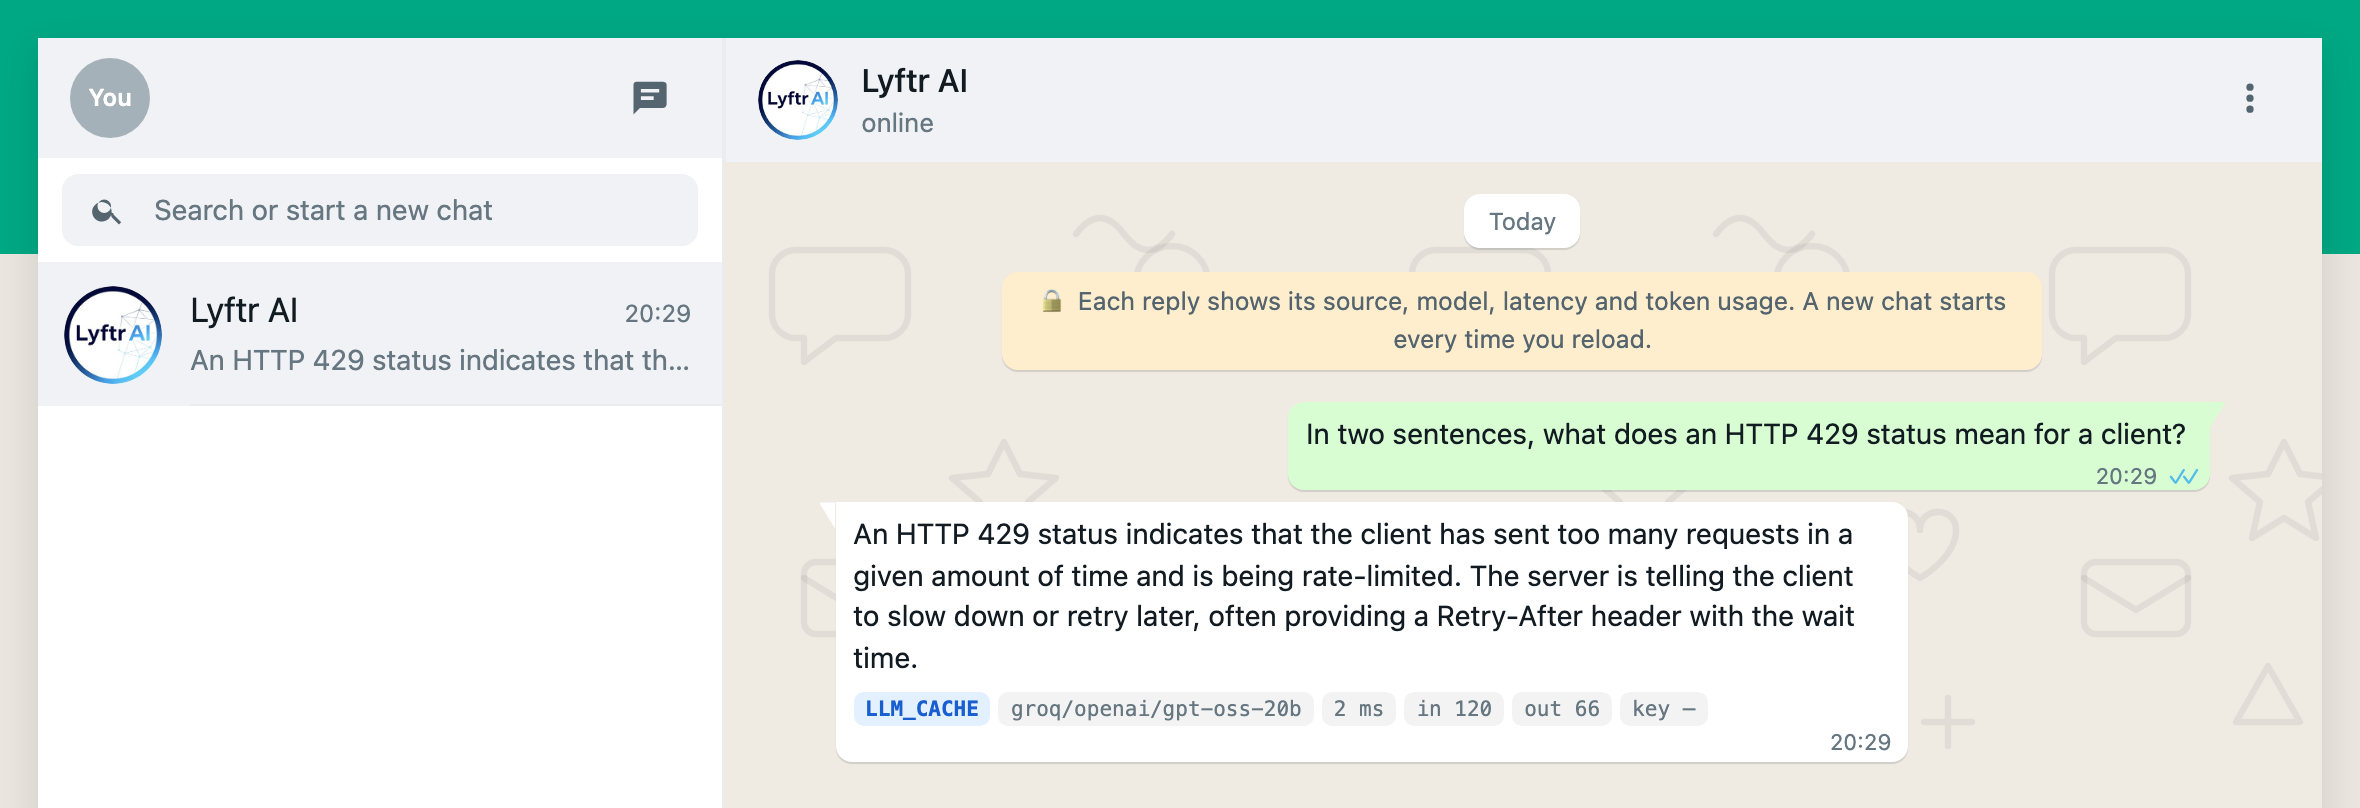 You
Search or start a new chat
Lyftr AI
Lyftr AI
20:29
An HTTP 429 status indicates that th...
Lyftr AI
Lyftr AI
online
Today
🔒 Each reply shows its source, model, latency and token usage. A new chat starts
every time you reload.
In two sentences, what does an HTTP 429 status mean for a client?
20:29
An HTTP 429 status indicates that the client has sent too many requests in a
given amount of time and is being rate-limited. The server is telling the client
to slow down or retry later, often providing a Retry-After header with the wait
time.
LLM_CACHE groq/openai/gpt-oss-20b 2 ms in 120 out 66 key –
20:29